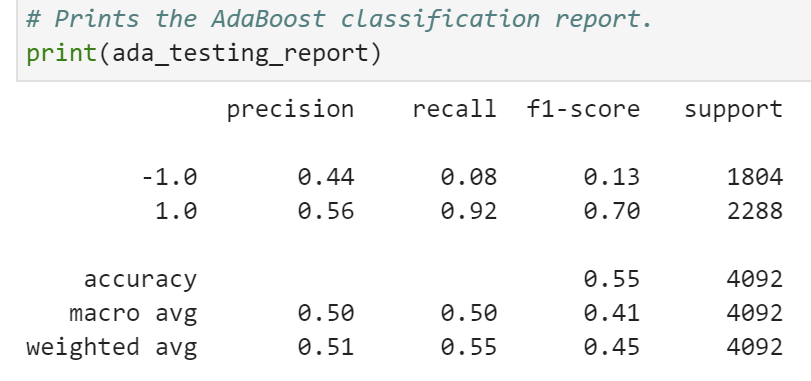 # Prints the AdaBoost classification report.
print(ada_testing_report)
precision recall f1-score support
-1.0 0.44 0.08 0.13 1804
1.0 0.56 0.92 0.70 2288
accuracy 0.55 4092
macro avg 0.50 0.50 0.41 4092
weighted avg 0.51 0.55 0.45 4092